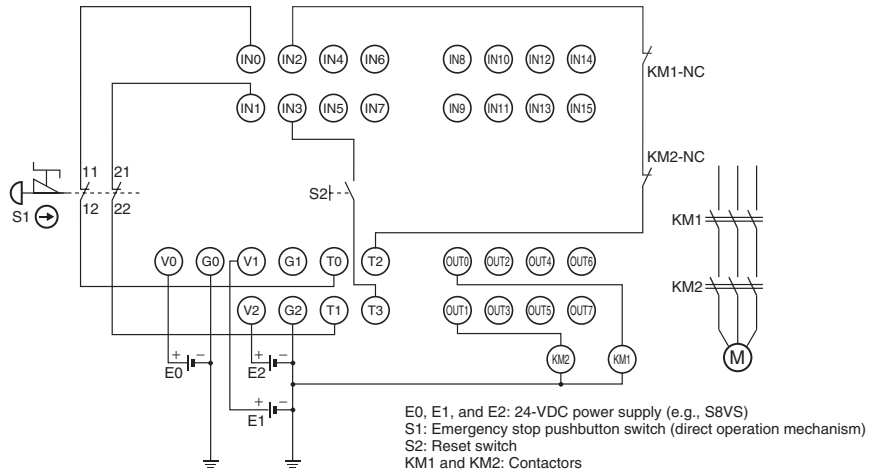 IN0 IN2 IN4 IN6 IN8 IN10 IN12 IN14
KM1-NC
IN1 IN3 IN5 IN7 IN9 IN11 IN13 IN15
KM2-NC
11 21
S2
12 22
S1
KM1
V0 G0 V1 G1 T0 T2 OUT0 OUT2 OUT4 OUT6
KM2
V2 G2 T1 T3 OUT1 OUT3 OUT5 OUT7
+ − + −
KM2 KM1 M
E0 E2
+ −
E1
E0, E1, and E2: 24-VDC power supply (e.g., S8VS)
S1: Emergency stop pushbutton switch (direct operation mechanism)
S2: Reset switch
KM1 and KM2: Contactors